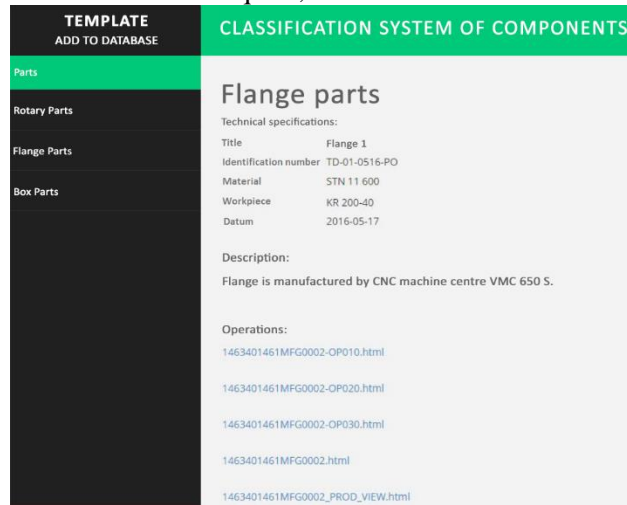 TEMPLATE
ADD TO DATABASE
CLASSIFICATION SYSTEM OF COMPONENTS
Parts
Rotary Parts
Flange Parts
Box Parts
Flange parts
Technical specifications:
Title Flange 1
Identification number TD-01-0516-PO
Material STN 11 600
Workpiece KR 200-40
Datum 2016-05-17
Description:
Flange is manufactured by CNC machine centre VMC 650 S.
Operations:
1463401461MFG0002-OP010.html
1463401461MFG0002-OP020.html
1463401461MFG0002-OP030.html
1463401461MFG0002.html
1463401461MFG0002_PROD_VIEW.html